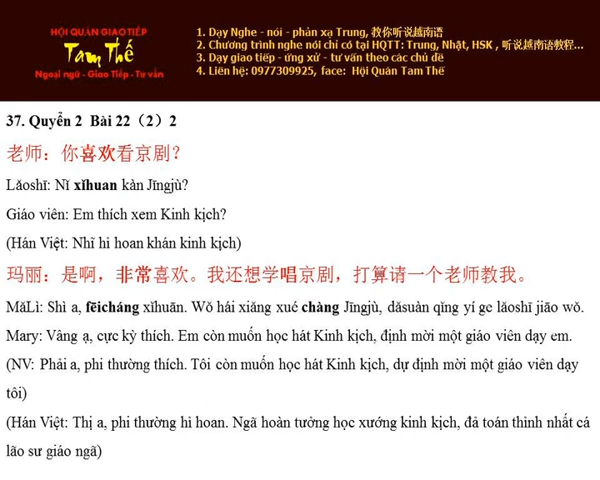 HỘI QUÁN GIAO TIẾP
Tam Thế
Ngoại ngữ - Giao Tiếp - Tư vấn
1. Dạy Nghe - nói - phản xạ Trung, 教你听说越南语
2. Chương trình nghe nói chỉ có tại HQTT: Trung, Nhật, HSK , 听说越南语教程...
3. Dạy giao tiếp - ứng xử - tư vấn theo các chủ đề
4. Liên hệ: 0977309925, face: Hội Quán Tam Thế
37. Quyển 2 Bài 22（2）2
老师：你喜欢看京剧？
Lǎoshī: Nǐ xǐhuan kàn Jīngjù?
Giáo viên: Em thích xem Kinh kịch?
(Hán Việt: Nhĩ hi hoan khán kinh kịch)
玛丽：是啊，非常喜欢。我还想学唱京剧，打算请一个老师教我。
MǎLì: Shì a, fēicháng xǐhuān. Wǒ hái xiǎng xué chàng Jīngjù, dǎsuàn qǐng yí gc lǎoshī jiāo wǒ.
Mary: Vâng ạ, cực kỳ thích. Em còn muốn học hát Kinh kịch, định mời một giáo viên dạy em.
(NV: Phải a, phi thường thích. Tôi còn muốn học hát Kinh kịch, dự định mời một giáo viên dạy
tôi)
(Hán Việt: Thị a, phi thường hi hoan. Ngã hoàn tưởng học xướng kinh kịch, đả toán thinh nhất cá
lão sư giáo ngã)